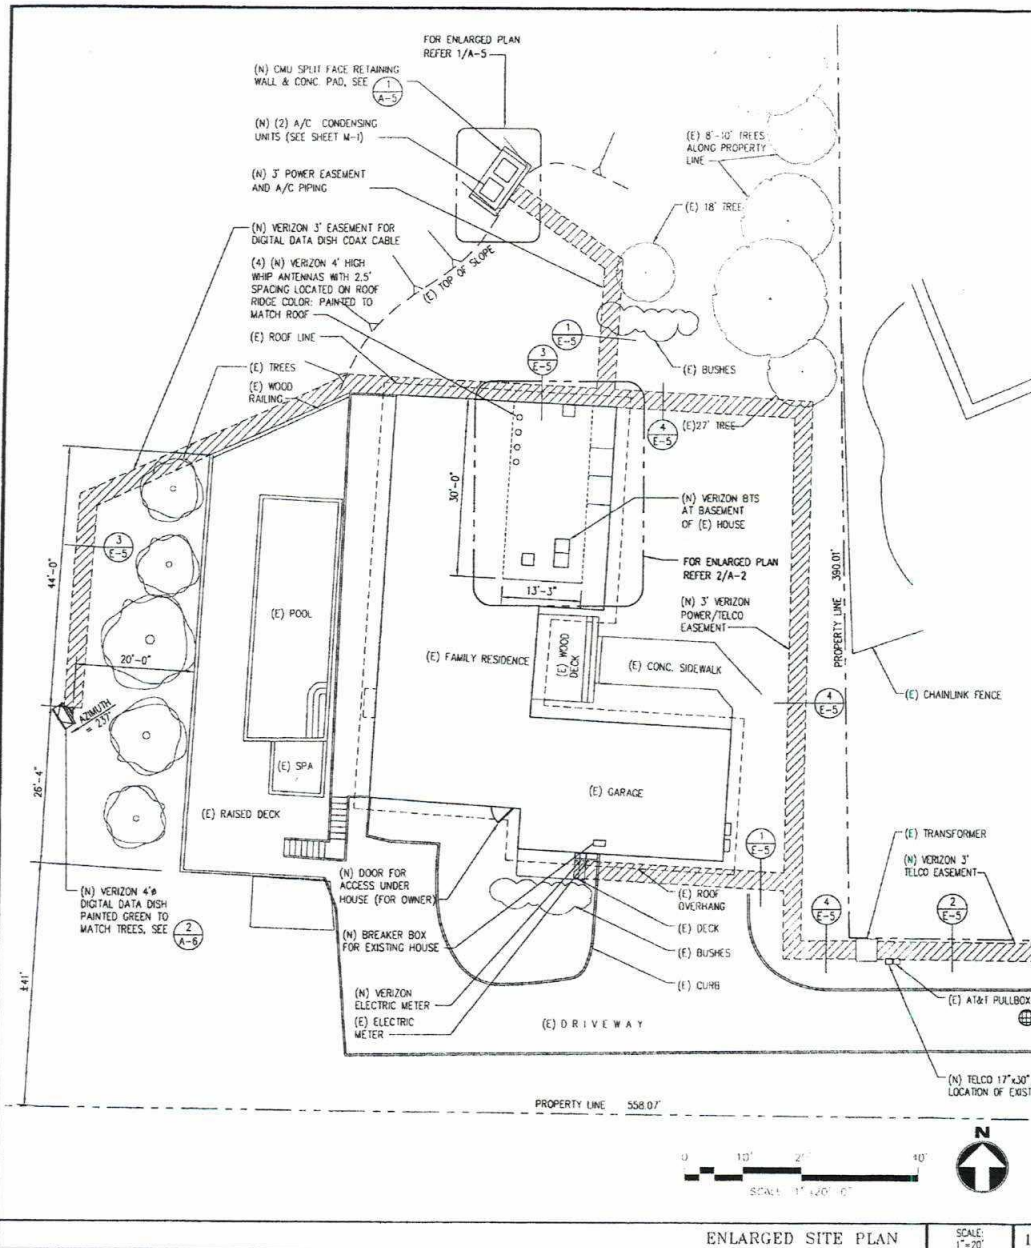 FOR ENLARGED PLAN
REFER 1/A-5
(N) CMU SPLIT FACE RETAINING
WALL & CONC. PAD, SEE
1
A-5
(N) (2) A/C CONDENSING
UNITS (SEE SHEET M-1)
(N) 3' POWER EASEMENT
AND A/C PIPING
(E) 8'-10' TREES
ALONG PROPERTY
LINE
(E) 18' TREE
(N) VERIZON 3' EASEMENT FOR
DIGITAL DATA DISH COAX CABLE
(4) (N) VERIZON 4' HIGH
WHIP ANTENNAS WITH 2.5'
SPACING LOCATED ON ROOF
RIDGE COLOR: PAINTED TO
MATCH ROOF
(E) TOP OF SLOPE
(E) ROOF LINE
1
E-5
3
E-5
(E) BUSHES
(E) TREES
(E) WOOD
RAILING
4
E-5
(E)27' TREE
30'-0"
(N) VERIZON BTS
AT BASEMENT
OF (E) HOUSE
3
E-5
44'-0"
FOR ENLARGED PLAN
REFER 2/A-2
13'-3"
(N) 3' VERIZON
POWER/TELCO
EASEMENT
PROPERTY LINE 390.01'
(E) POOL
(E) FAMILY RESIDENCE
(E) WOOD
DECK
(E) CONC. SIDEWALK
20'-0"
(E) CHAINLINK FENCE
AZIMUTH
= 237°
4
E-5
(E) SPA
26'-4"
(E) GARAGE
(E) RAISED DECK
1
E-5
(E) TRANSFORMER
(N) VERIZON 3'
TELCO EASEMENT
(N) DOOR FOR
ACCESS UNDER
HOUSE (FOR OWNER)
(N) VERIZON 4'ø
DIGITAL DATA DISH
PAINTED GREEN TO
MATCH TREES, SEE
2
A-6
(E) ROOF
OVERHANG
4
E-5
2
E-5
(N) BREAKER BOX
FOR EXISTING HOUSE
(E) DECK
(E) BUSHES
(E) CURB
±41'
(N) VERIZON
ELECTRIC METER
(E) ELECTRIC
METER
(E) DRIVEWAY
(E) AT&T PULLBOX
(N) TELCO 17"x30"
LOCATION OF EXIST
PROPERTY LINE 558.07'
N
0 10' 40'
ENLARGED SITE PLAN
SCALE:
1"=20'